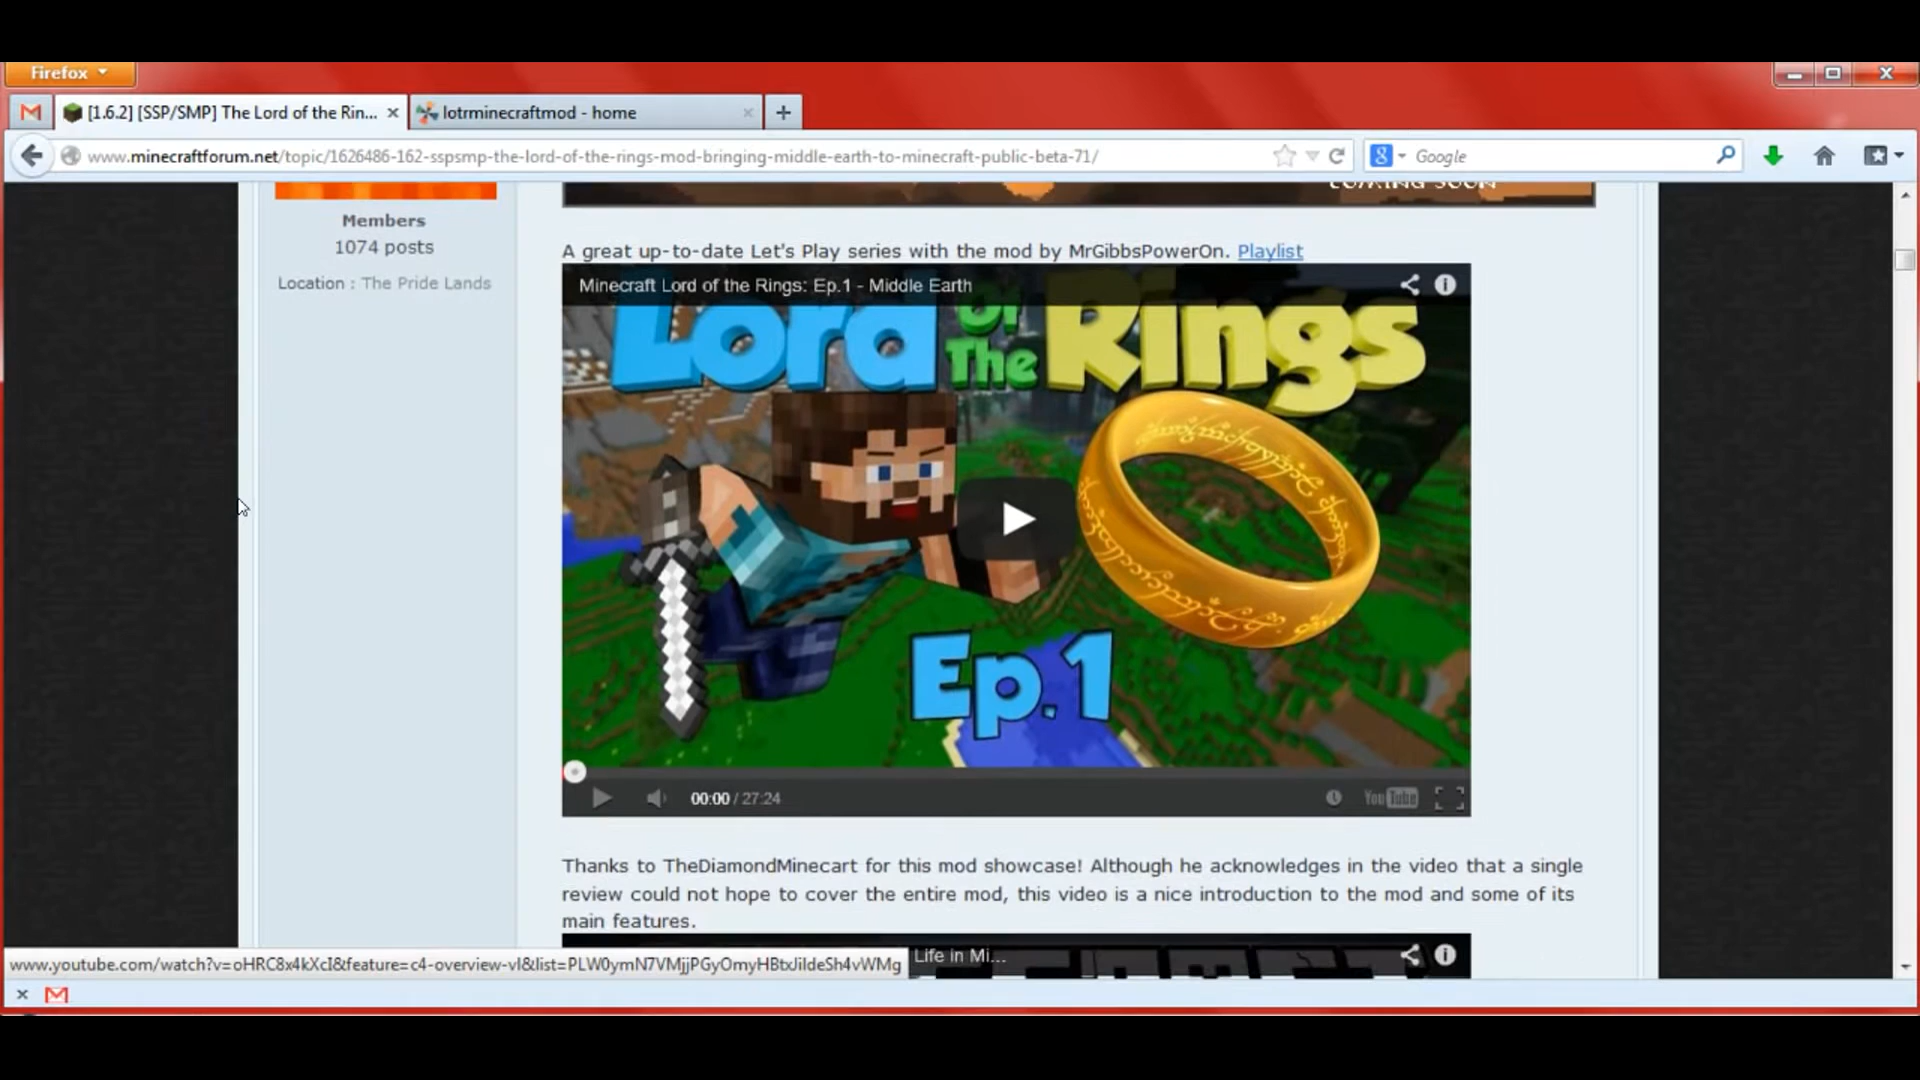 Firefox
[1.6.2] [SSP/SMP] The Lord of the Rin...
lotrminecraftmod - home
www.minecraftforum.net/topic/1626486-162-sspsmp-the-lord-of-the-rings-mod-bringing-middle-earth-to-minecraft-public-beta-71/
Google
COMING SOON
Members
1074 posts
Location : The Pride Lands
A great up-to-date Let's Play series with the mod by MrGibbsPowerOn. Playlist
Minecraft Lord of the Rings: Ep.1 - Middle Earth
Lord Of The Rings
Ep.1
00:00 / 27:24
YouTube
Thanks to TheDiamondMinecart for this mod showcase! Although he acknowledges in the video that a single
review could not hope to cover the entire mod, this video is a nice introduction to the mod and some of its
main features.
Life in Mi...
www.youtube.com/watch?v=oHRC8x4kXcI&feature=c4-overview-vl&list=PLW0ymN7VMjjPGyOmyHBtxJiIdeSh4vWMg